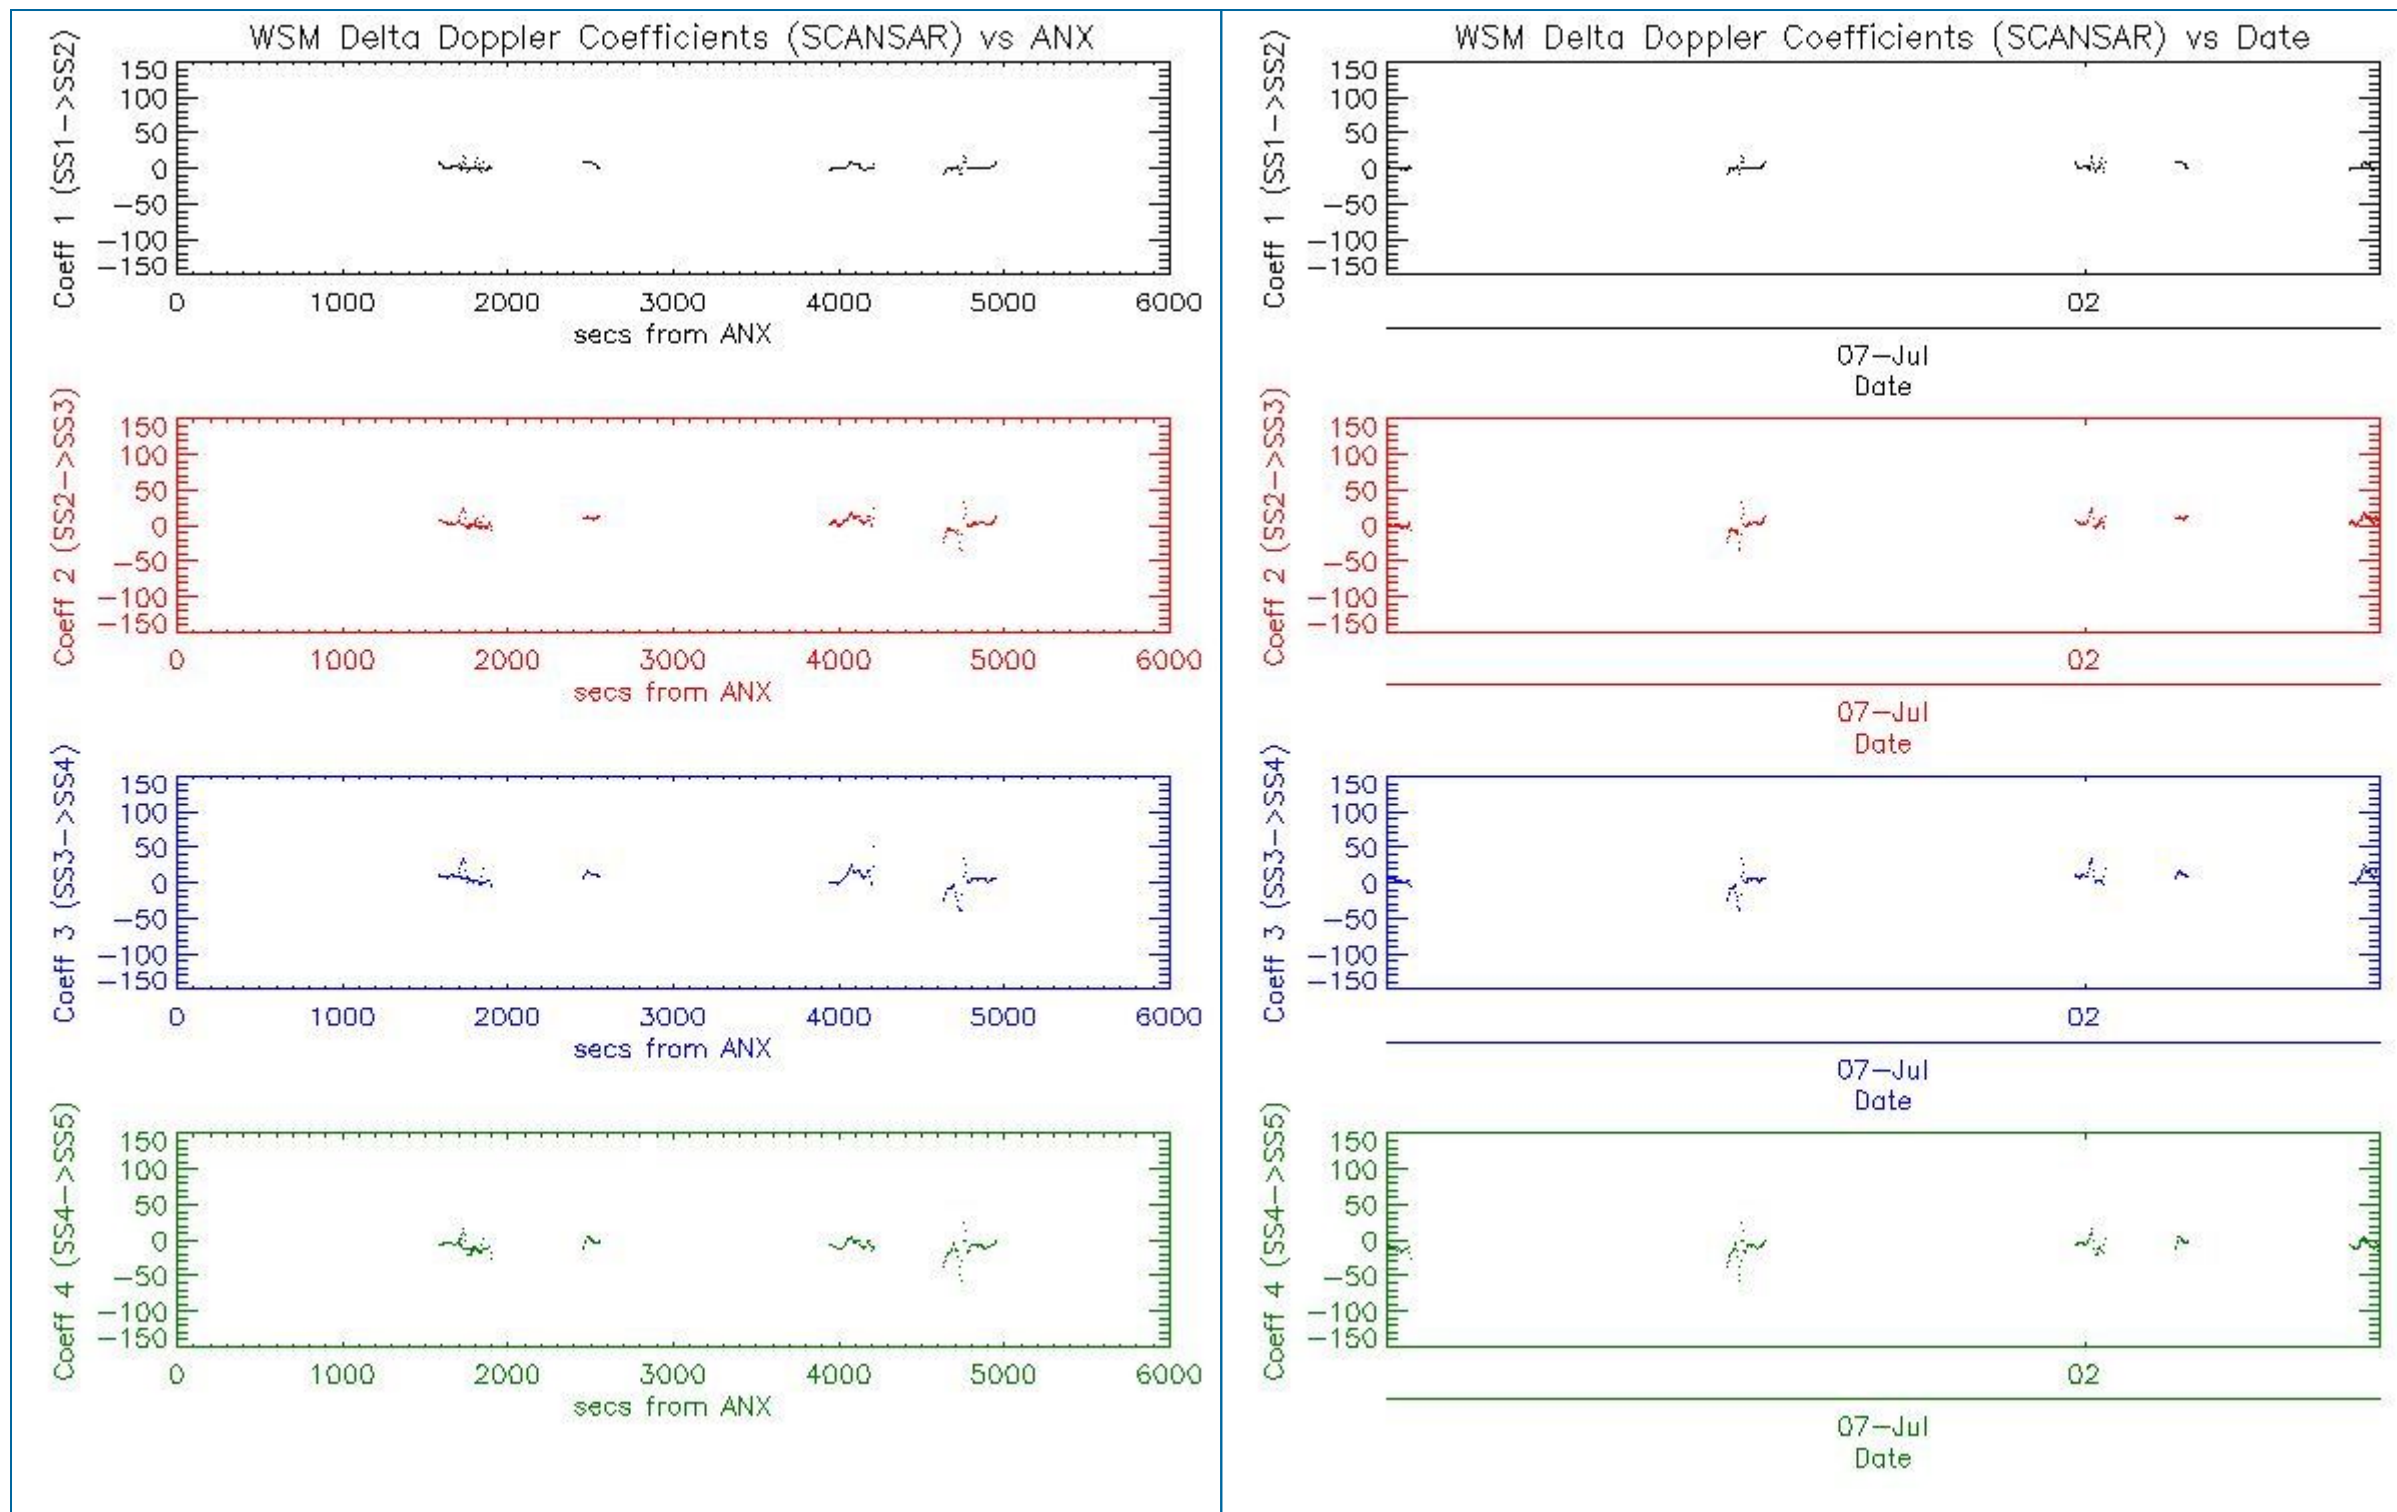 WSM Delta Doppler Coefficients (SCANSAR) vs ANX
Coeff 1 (SS1->SS2)
150
100
50
0
-50
-100
-150
0 1000 2000 3000 4000 5000 6000
secs from ANX
Coeff 2 (SS2->SS3)
150
100
50
0
-50
-100
-150
0 1000 2000 3000 4000 5000 6000
secs from ANX
Coeff 3 (SS3->SS4)
150
100
50
0
-50
-100
-150
0 1000 2000 3000 4000 5000 6000
secs from ANX
Coeff 4 (SS4->SS5)
150
100
50
0
-50
-100
-150
0 1000 2000 3000 4000 5000 6000
secs from ANX
WSM Delta Doppler Coefficients (SCANSAR) vs Date
Coeff 1 (SS1->SS2)
150
100
50
0
-50
-100
-150
02
07-Jul
Date
Coeff 2 (SS2->SS3)
150
100
50
0
-50
-100
-150
02
07-Jul
Date
Coeff 3 (SS3->SS4)
150
100
50
0
-50
-100
-150
02
07-Jul
Date
Coeff 4 (SS4->SS5)
150
100
50
0
-50
-100
-150
02
07-Jul
Date